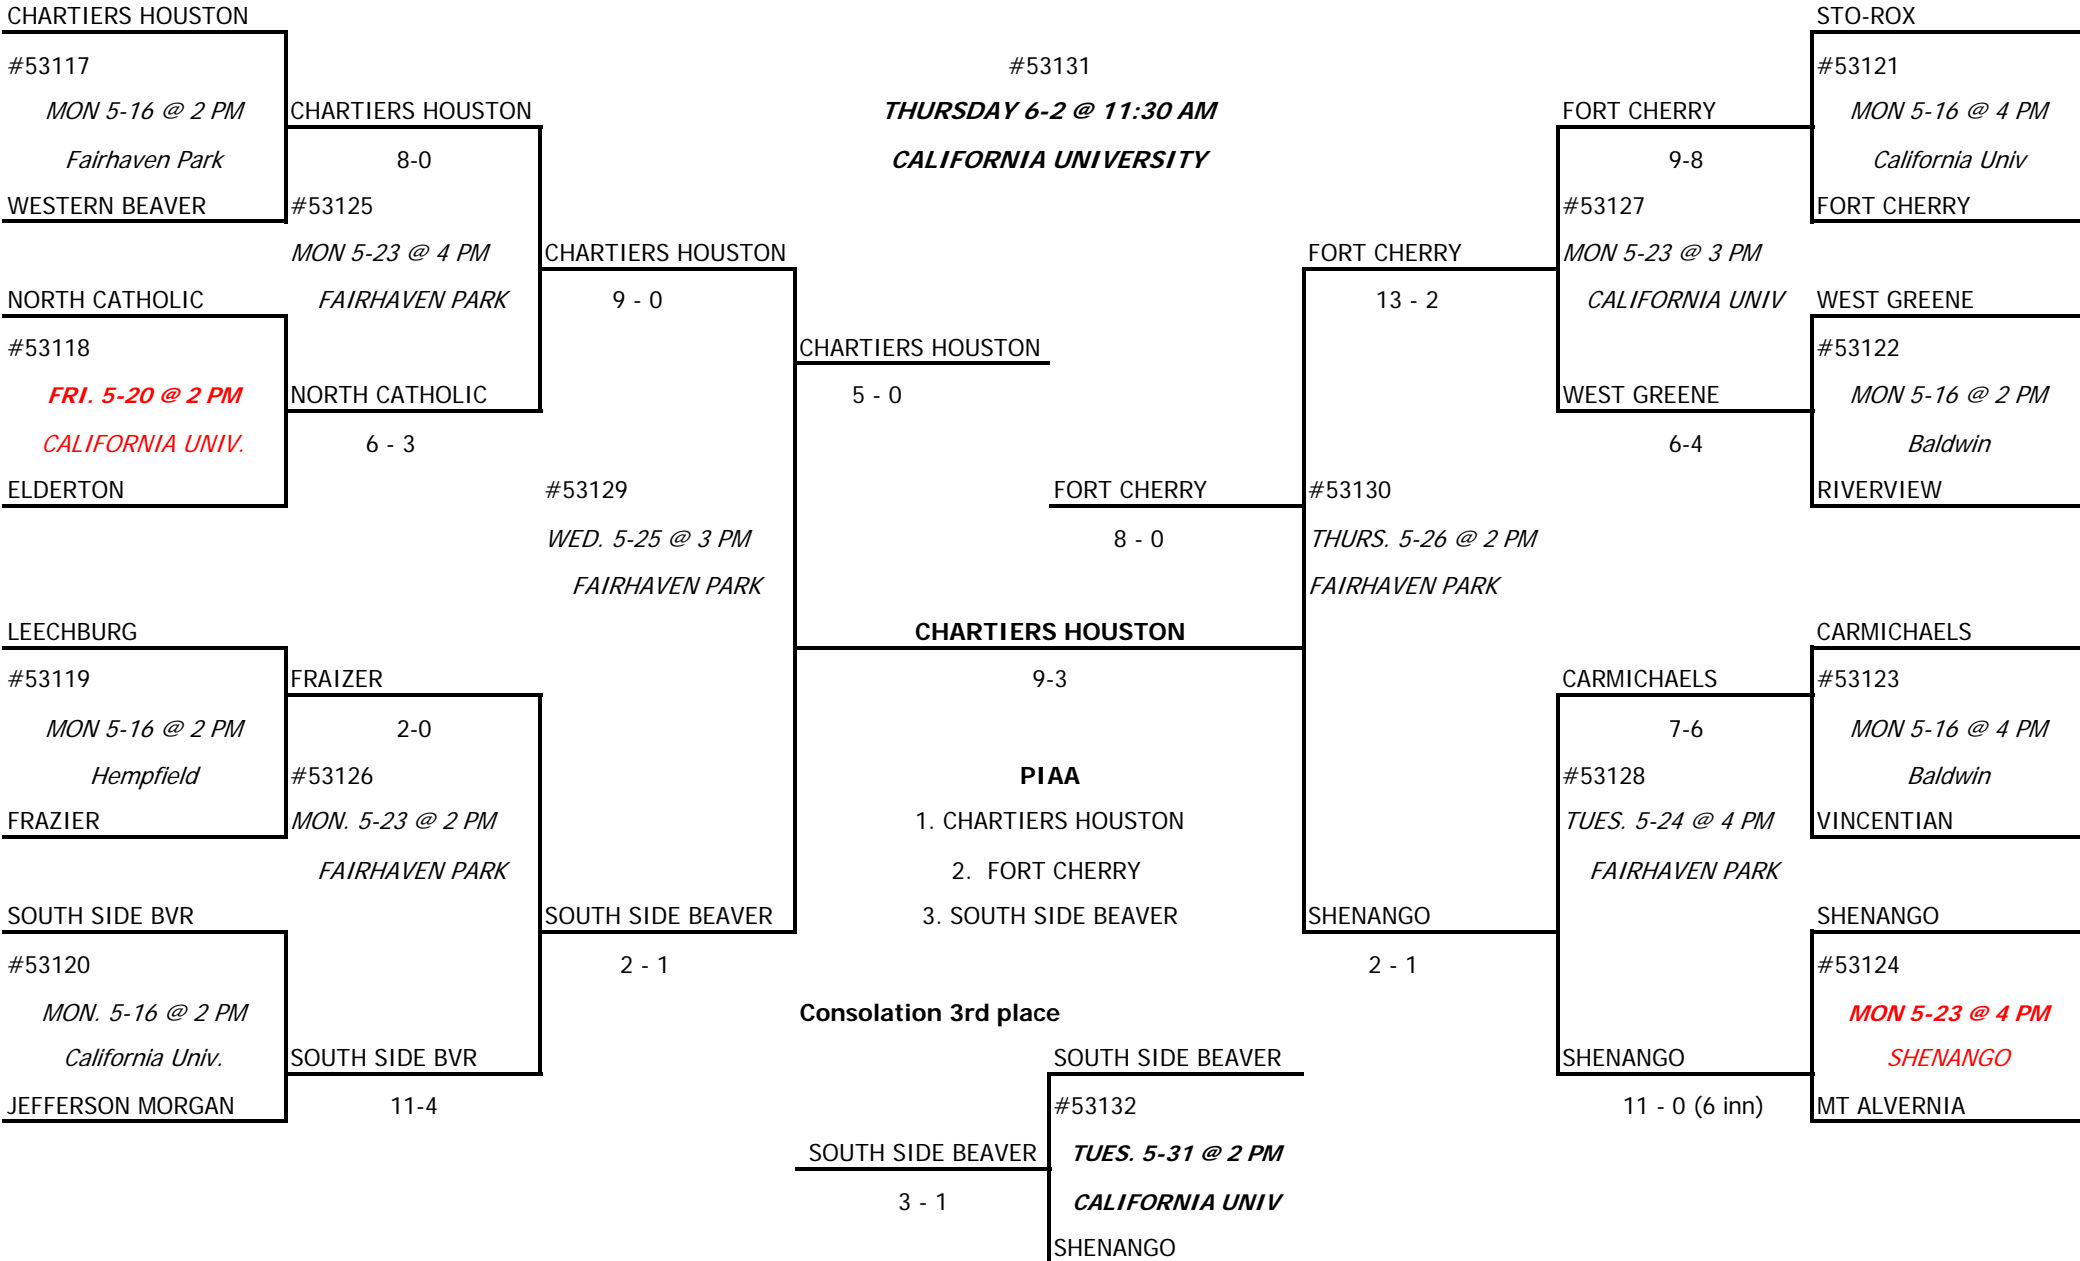 CHARTIERS HOUSTON
#53117
MON 5-16 @ 2 PM
Fairhaven Park
WESTERN BEAVER
NORTH CATHOLIC
#53118
FRI. 5-20 @ 2 PM
CALIFORNIA UNIV.
ELDERTON
LEECHBURG
#53119
MON 5-16 @ 2 PM
Hempfield
FRAZIER
SOUTH SIDE BVR
#53120
MON. 5-16 @ 2 PM
California Univ.
JEFFERSON MORGAN
CHARTIERS HOUSTON
8-0
#53125
MON 5-23 @ 4 PM
FAIRHAVEN PARK
NORTH CATHOLIC
6 - 3
FRAIZER
2-0
#53126
MON. 5-23 @ 2 PM
FAIRHAVEN PARK
SOUTH SIDE BVR
11-4
CHARTIERS HOUSTON
9 - 0
#53129
WED. 5-25 @ 3 PM
FAIRHAVEN PARK
SOUTH SIDE BEAVER
2 - 1
#53131
THURSDAY 6-2 @ 11:30 AM
CALIFORNIA UNIVERSITY
CHARTIERS HOUSTON
5 - 0
FORT CHERRY
8 - 0
CHARTIERS HOUSTON
9-3
PIAA
1. CHARTIERS HOUSTON
2. FORT CHERRY
3. SOUTH SIDE BEAVER
Consolation 3rd place
SOUTH SIDE BEAVER
#53132
SOUTH SIDE BEAVER
TUES. 5-31 @ 2 PM
3 - 1
CALIFORNIA UNIV
SHENANGO
FORT CHERRY
13 - 2
#53130
THURS. 5-26 @ 2 PM
FAIRHAVEN PARK
SHENANGO
2 - 1
FORT CHERRY
9-8
#53127
MON 5-23 @ 3 PM
CALIFORNIA UNIV
WEST GREENE
6-4
CARMICHAELS
7-6
#53128
TUES. 5-24 @ 4 PM
FAIRHAVEN PARK
SHENANGO
11 - 0 (6 inn)
STO-ROX
#53121
MON 5-16 @ 4 PM
California Univ
FORT CHERRY
WEST GREENE
#53122
MON 5-16 @ 2 PM
Baldwin
RIVERVIEW
CARMICHAELS
#53123
MON 5-16 @ 4 PM
Baldwin
VINCENTIAN
SHENANGO
#53124
MON 5-23 @ 4 PM
SHENANGO
MT ALVERNIA